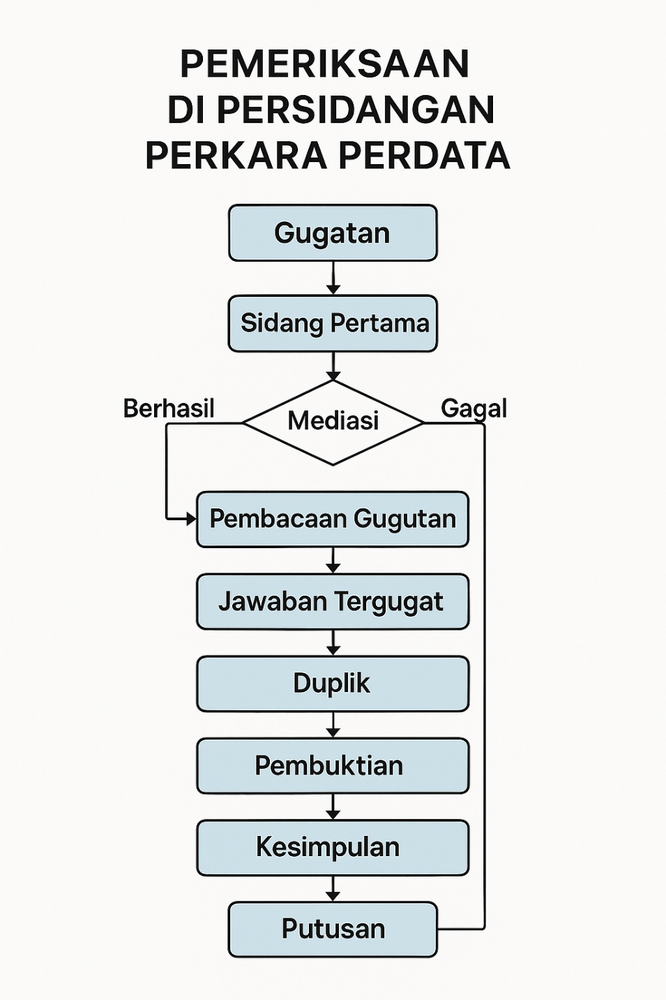 PEMERIKSAAN
DI PERSIDANGAN
PERKARA PERDATA
Gugatan
Sidang Pertama
Berhasil
Mediasi
Gagal
Pembacaan Gugutan
Jawaban Tergugat
Duplik
Pembuktian
Kesimpulan
Putusan